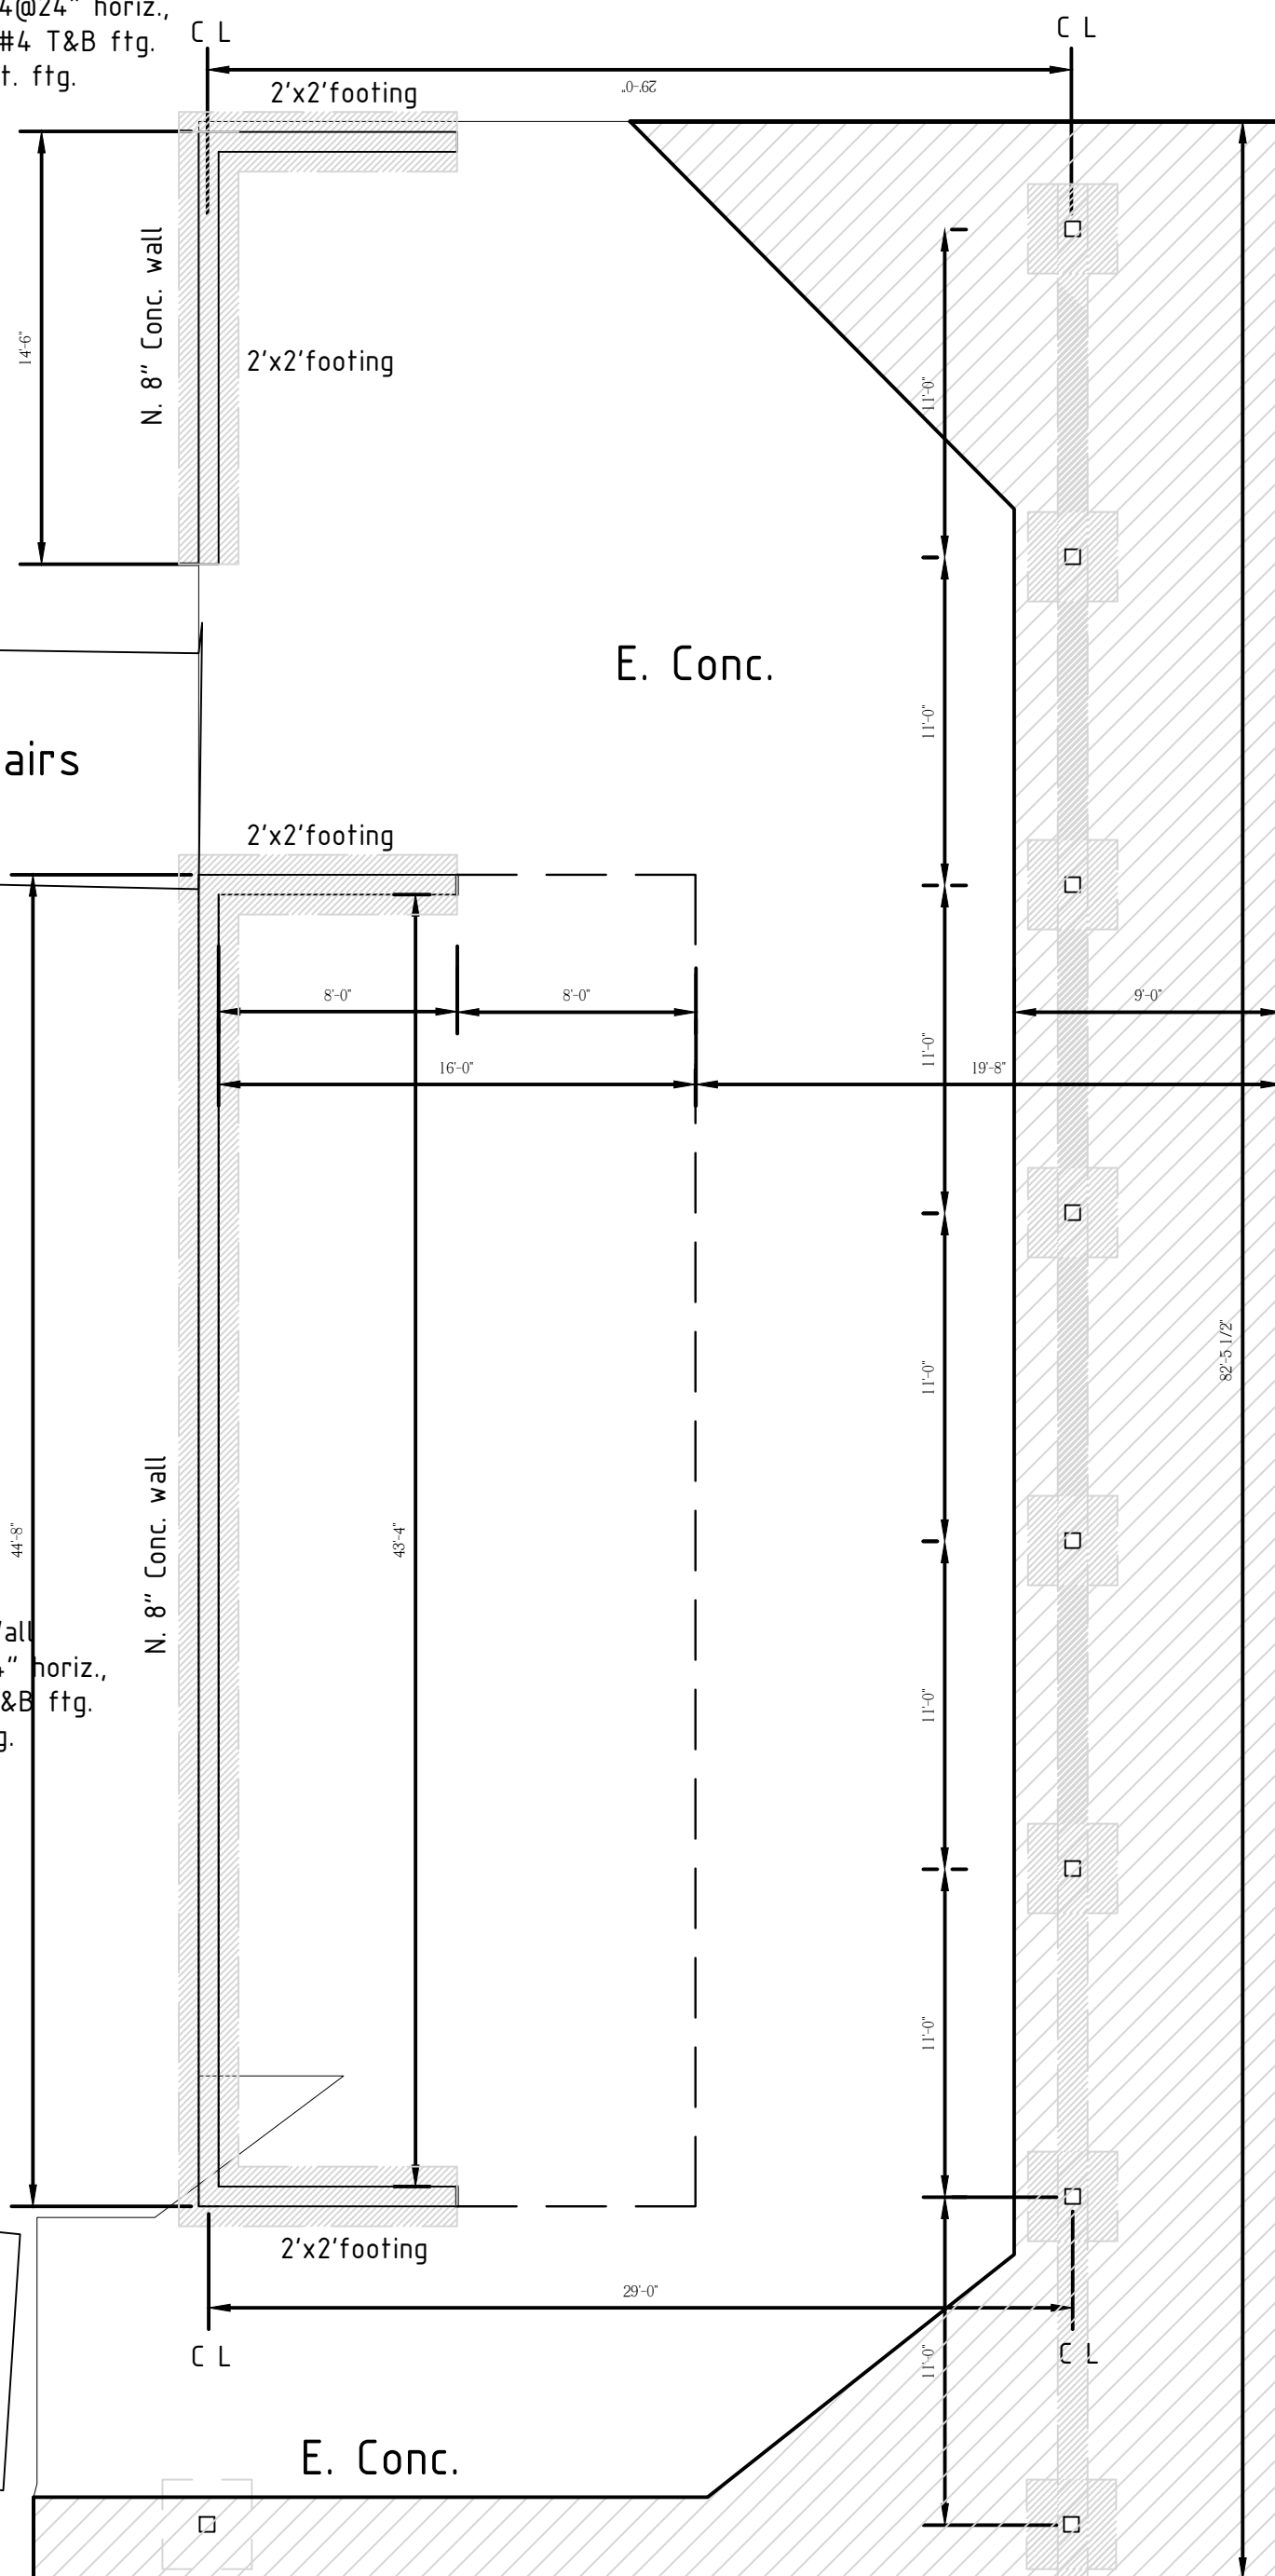 4@24" horiz.,
#4 T&B ftg.
t. ftg.
C L
C L
29'-0"
2'x2'footing
14'-6"
N. 8" Conc. wall
2'x2'footing
11'-0"
E. Conc.
11'-0"
airs
2'x2'footing
8'-0"
8'-0"
9'-0"
11'-0"
16'-0"
19'-8"
11'-0"
82'-5 1/2"
44'-8"
N. 8" Conc. wall
43'-4"
all
4" horiz.,
&B ftg.
g.
11'-0"
11'-0"
2'x2'footing
29'-0"
C L
C L
11'-0"
E. Conc.